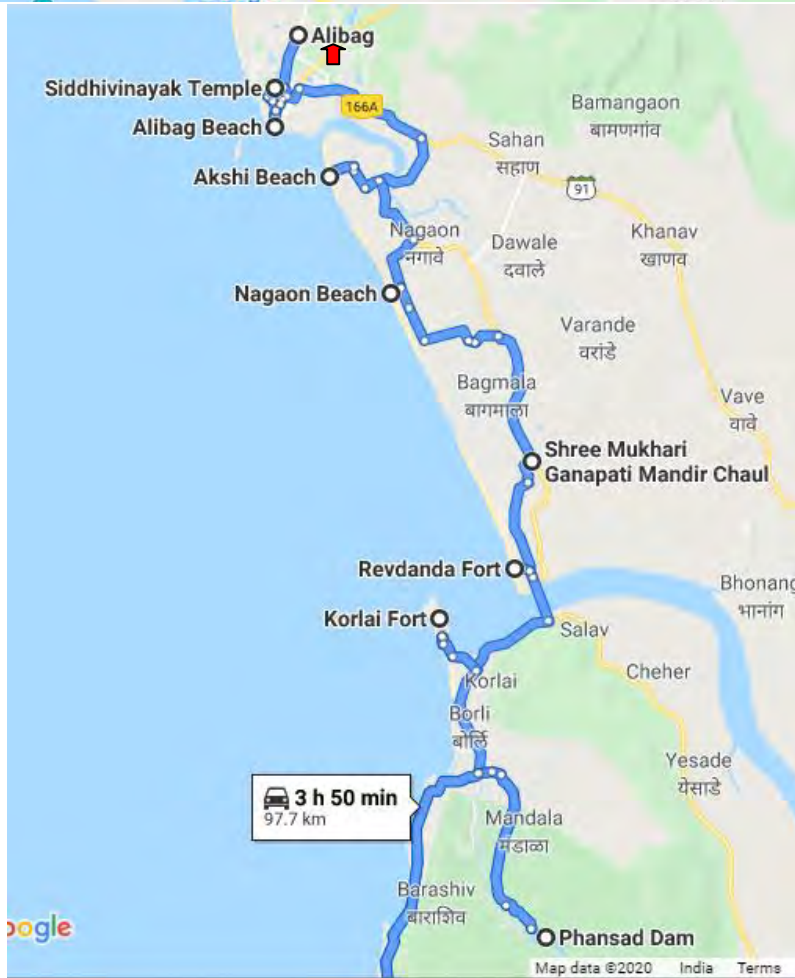 Alibag
Siddhivinayak Temple
166A
Bamangaon
बामणगांव
Alibag Beach
Sahan
सहाण
Akshi Beach
91
Nagaon
नगावे
Dawale
दवाले
Khanav
खाणव
Nagaon Beach
Varande
वरांडे
Bagmala
बागमाला
Vave
वावे
Shree Mukhari
Ganapati Mandir Chaul
Revdanda Fort
Bhonang
भोनांग
Korlai Fort
Salav
Korlai
Cheher
Borli
बोर्लि
Yesade
येसाडे
3 h 50 min
97.7 km
Mandala
मंडाळा
Barashiv
बाराशिव
oogle
Phansad Dam
Map data ©2020 India Terms